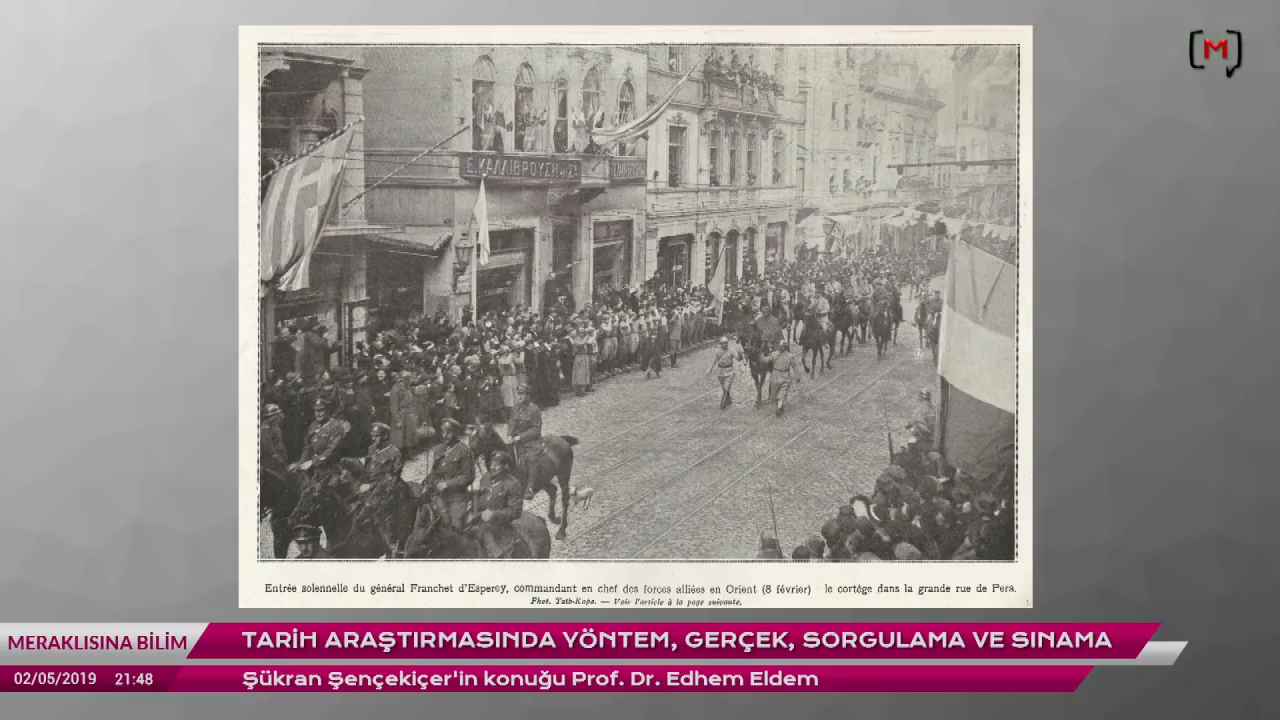 M
Ε. ΚΑΛΛΙΒΡΟΥΣΗ
Entrée solennelle du général Franchet d'Esperey, commandant en chef des forces alliées en Orient (8 février) le cortège dans la grande rue de Pera.
Phot. — Voir l'article à la page suivante.
MERAKLISINA BİLİM
TARİH ARAŞTIRMASINDA YÖNTEM, GERÇEK, SORGULAMA VE SINAMA
02/05/2019 21:48
Şükran Şençekiçer'in konuğu Prof. Dr. Edhem Eldem